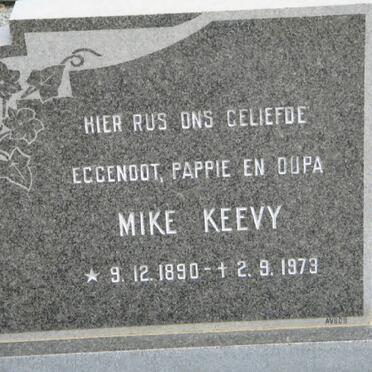 HIER RUS ONS GELIEFDE
EGGENOOT, PAPPIE EN OUPA
MIKE KEEVY
★ 9.12.1890 - † 2.9.1973